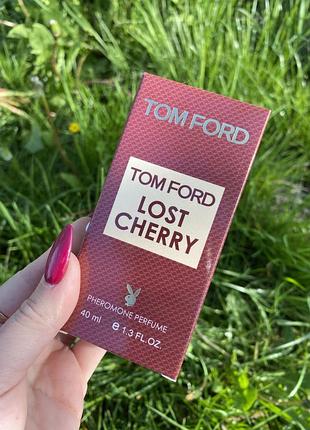 TOM FORD
TOM FORD
LOST
CHERRY
PHEROMONE PERFUME
40 ml e 1.3 FL.OZ.